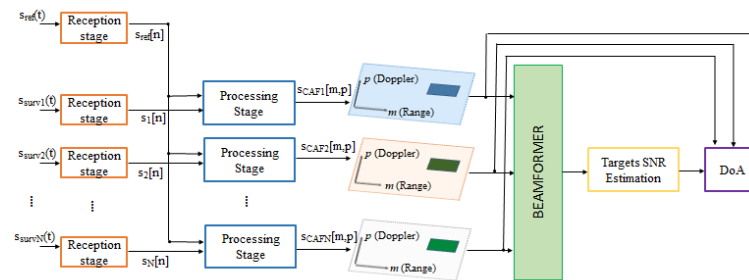 s_ref(t)
Reception
stage
s_ref[n]
s_surv1(t)
Reception
stage
s_1[n]
Processing
Stage
s_CAF1[m,p]
p (Doppler)
m (Range)
s_surv2(t)
Reception
stage
s_2[n]
Processing
Stage
s_CAF2[m,p]
p (Doppler)
m (Range)
...
...
...
s_survN(t)
Reception
stage
s_N[n]
Processing
Stage
s_CAFN[m,p]
p (Doppler)
m (Range)
BEAMFORMER
Targets SNR
Estimation
DoA